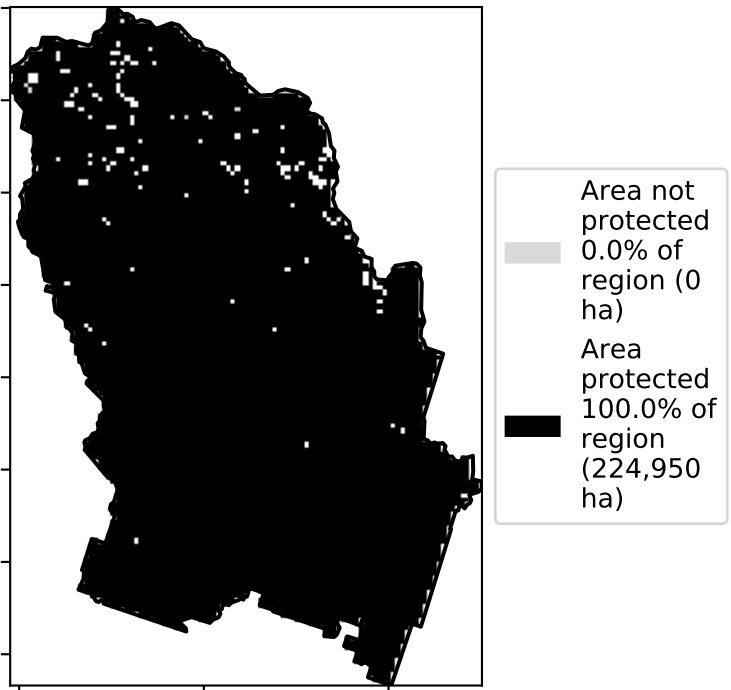 Area not
protected
0.0% of
region (0
ha)
Area
protected
100.0% of
region
(224,950
ha)